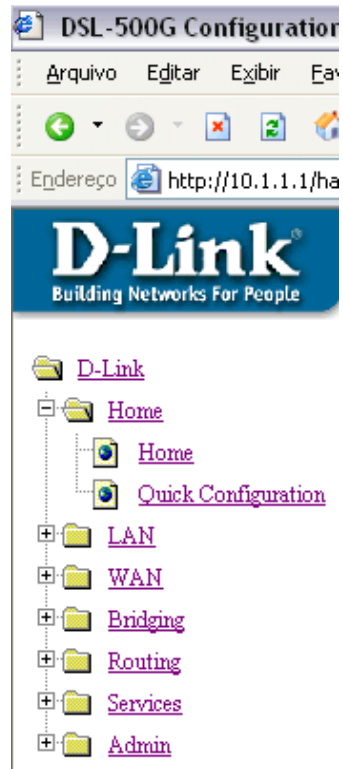 DSL-500G Configuration
Arquivo Editar Exibir Fav
Endereço http://10.1.1.1/ha
D-Link®
Building Networks For People
D-Link
Home
Home
Quick Configuration
LAN
WAN
Bridging
Routing
Services
Admin